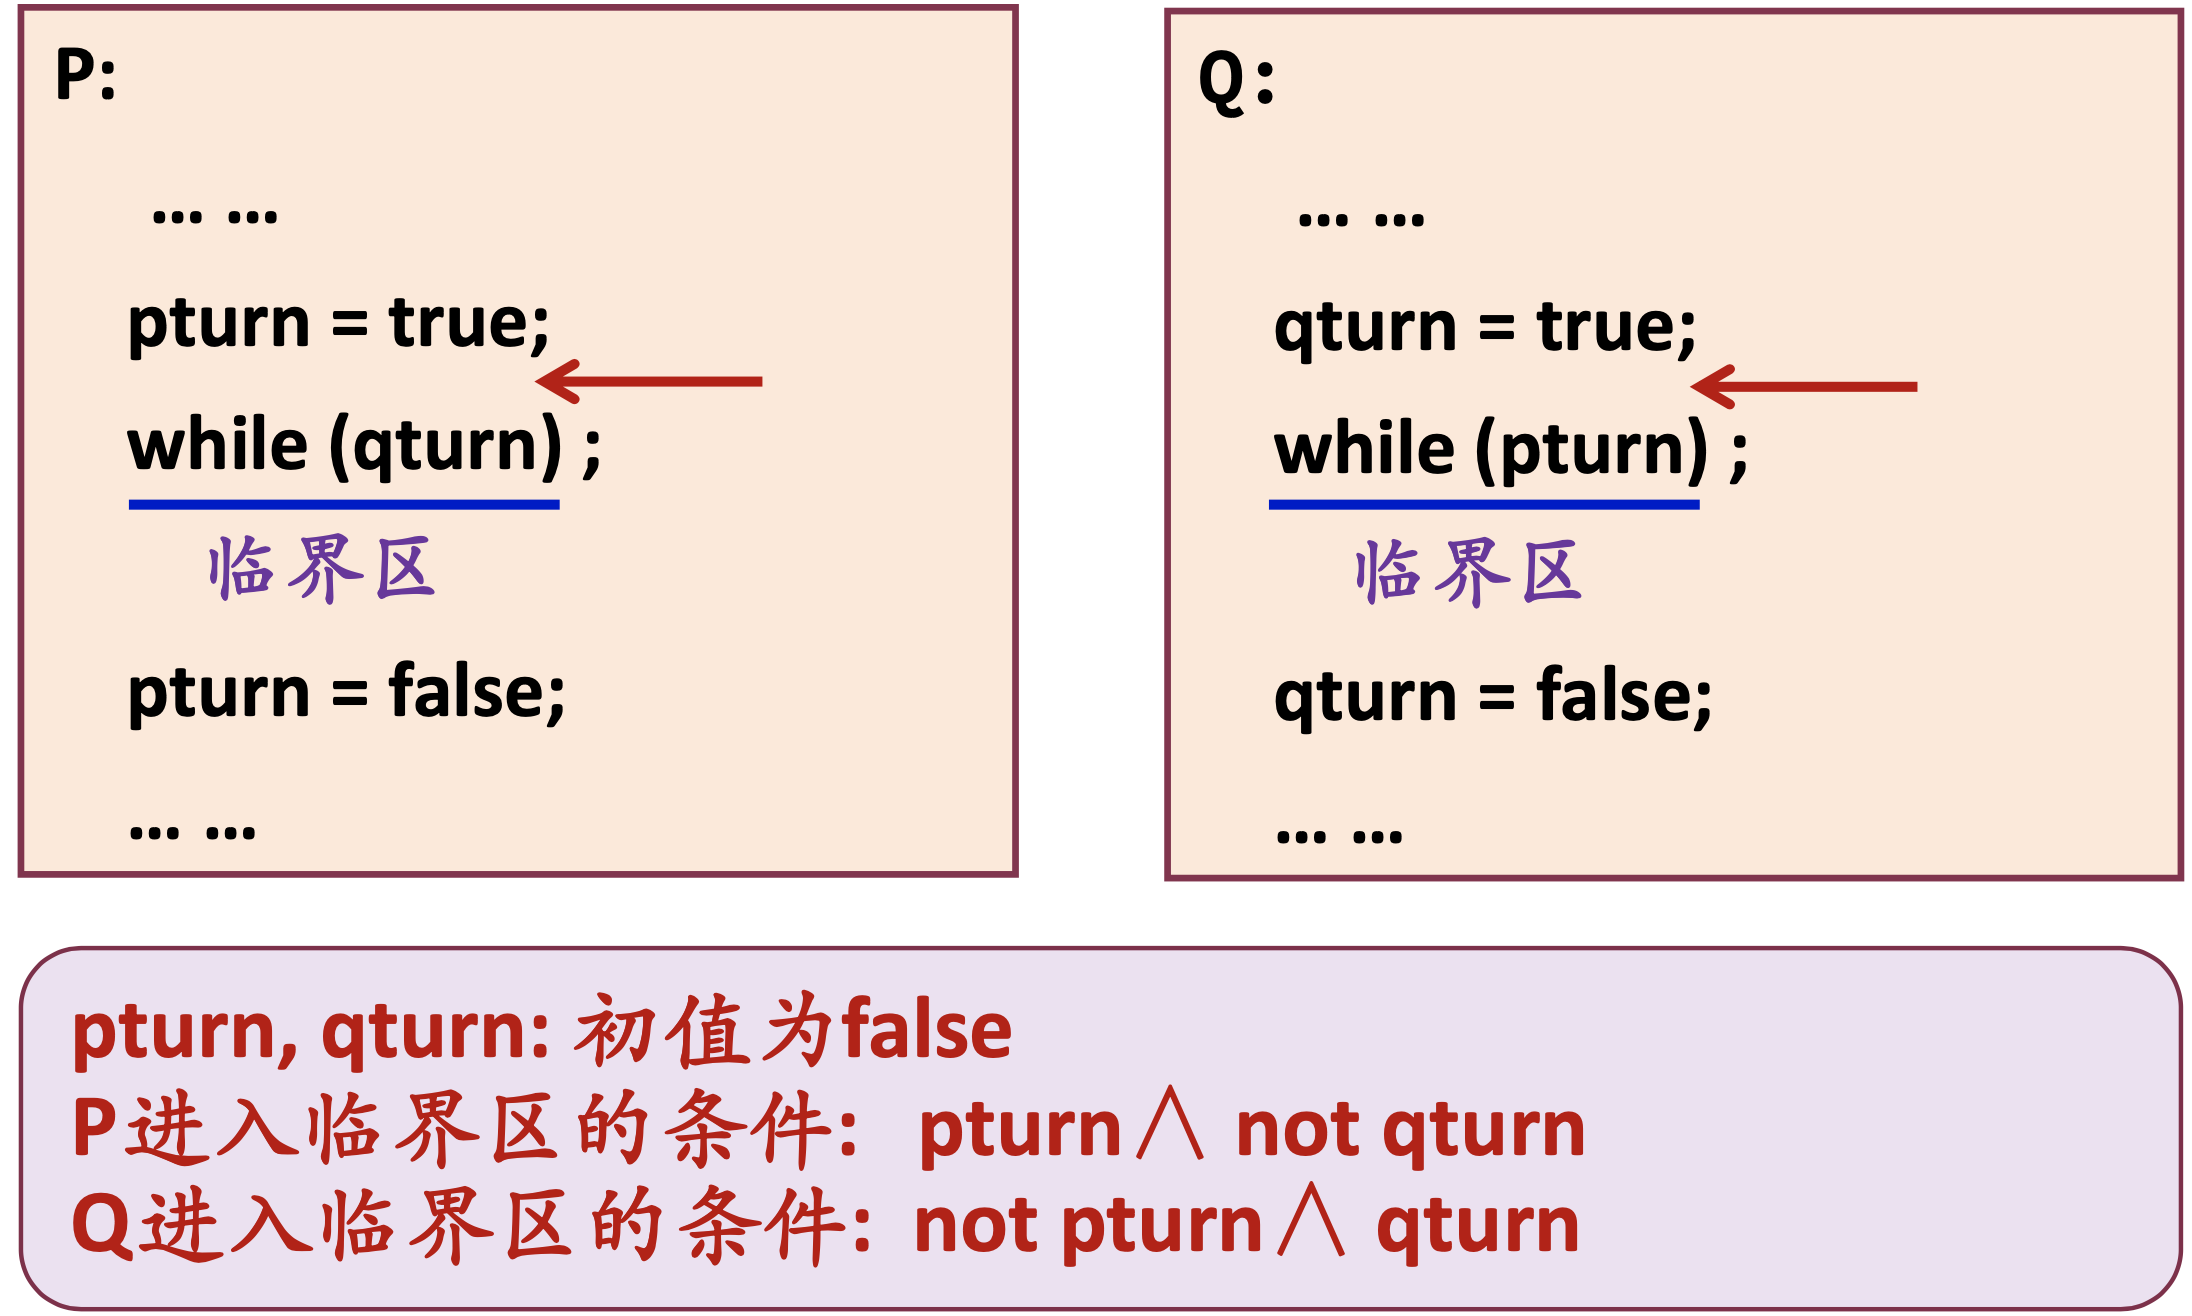 P:
… …
pturn = true;
while (qturn) ;
临界区
pturn = false;
… …
Q:
… …
qturn = true;
while (pturn) ;
临界区
qturn = false;
… …
pturn, qturn: 初值为false
P进入临界区的条件: pturn∧ not qturn
Q进入临界区的条件: not pturn∧ qturn